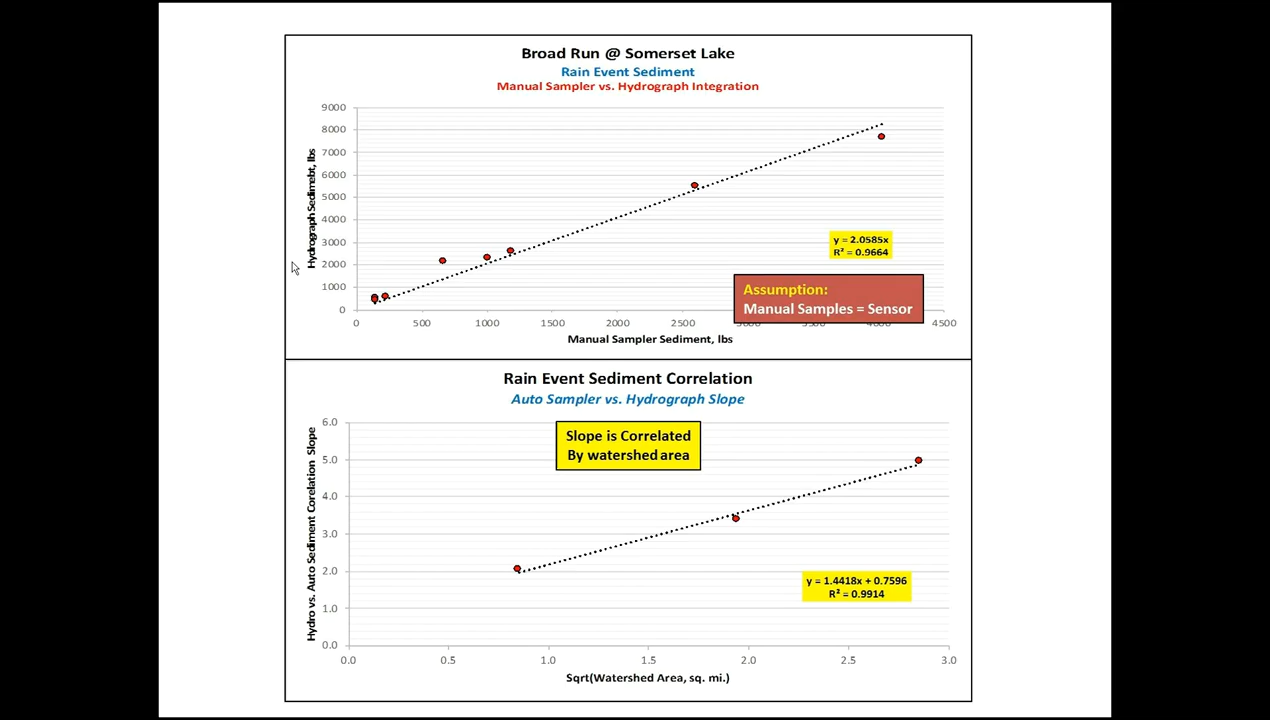 Broad Run @ Somerset Lake
Rain Event Sediment
Manual Sampler vs. Hydrograph Integration
9000
8000
7000
6000
5000
4000
3000
2000
1000
0
Hydrograph Sediment, lbs
y = 2.0585x
R² = 0.9664
Assumption:
Manual Samples = Sensor
0 500 1000 1500 2000 2500 3000 3500 4000 4500
Manual Sampler Sediment, lbs
Rain Event Sediment Correlation
Auto Sampler vs. Hydrograph Slope
6.0
5.0
4.0
3.0
2.0
1.0
0.0
Hydro vs. Auto Sediment Corelation Slope
Slope is Correlated
By watershed area
y = 1.4418x + 0.7596
R² = 0.9914
0.0 0.5 1.0 1.5 2.0 2.5 3.0
Sqrt(Watershed Area, sq. mi.)